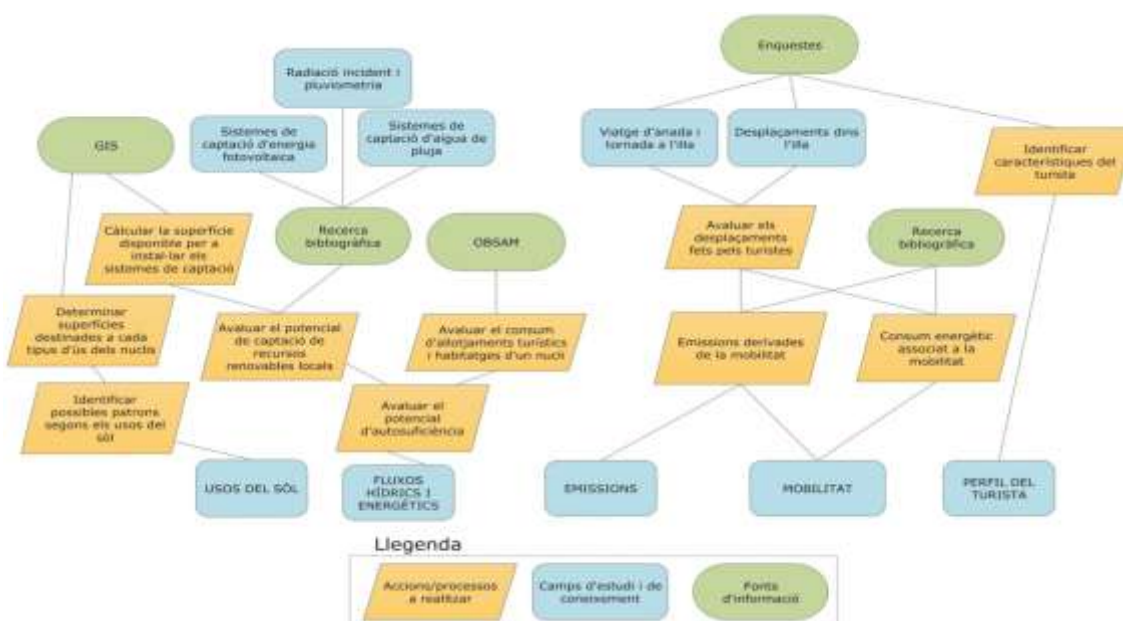 Enquestes
Radiació incident i
pluviometria
GIS
Sistemes de
captació d'energia
fotovoltaica
Sistemes de
captació d'aigua de
pluja
Viatge d'anada i
tornada a l'illa
Desplaçaments dins
l'illa
Identificar
característiques del
turista
Càlcular la superfície
disponible per a
instal·lar els
sistemes de captació
Recerca
bibliogràfica
OBSAM
Avaluar els
desplaçaments
fets pels turistes
Recerca
bibliogràfica
Determinar
superfícies
destinades a cada
tipus d'ús dels nuclis
Avaluar el potencial
de captació de
recursos
renovables locals
Avaluar el consum
d'allotjaments turístics
i habitatges d'un nucli
Emissions derivades
de la mobilitat
Consum energètic
associat a la
mobilitat
Identificar
possibles patrons
segons els usos del
sòl
Avaluar el
potencial
d'autosuficiència
USOS DEL SÒL
FLUXOS
HÍDRICS I
ENERGÈTICS
EMISSIONS
MOBILITAT
PERFIL DEL
TURISTA
Llegenda
Accions/processos
a realitzar
Camps d'estudi i de
coneixement
Fonts
d'informació